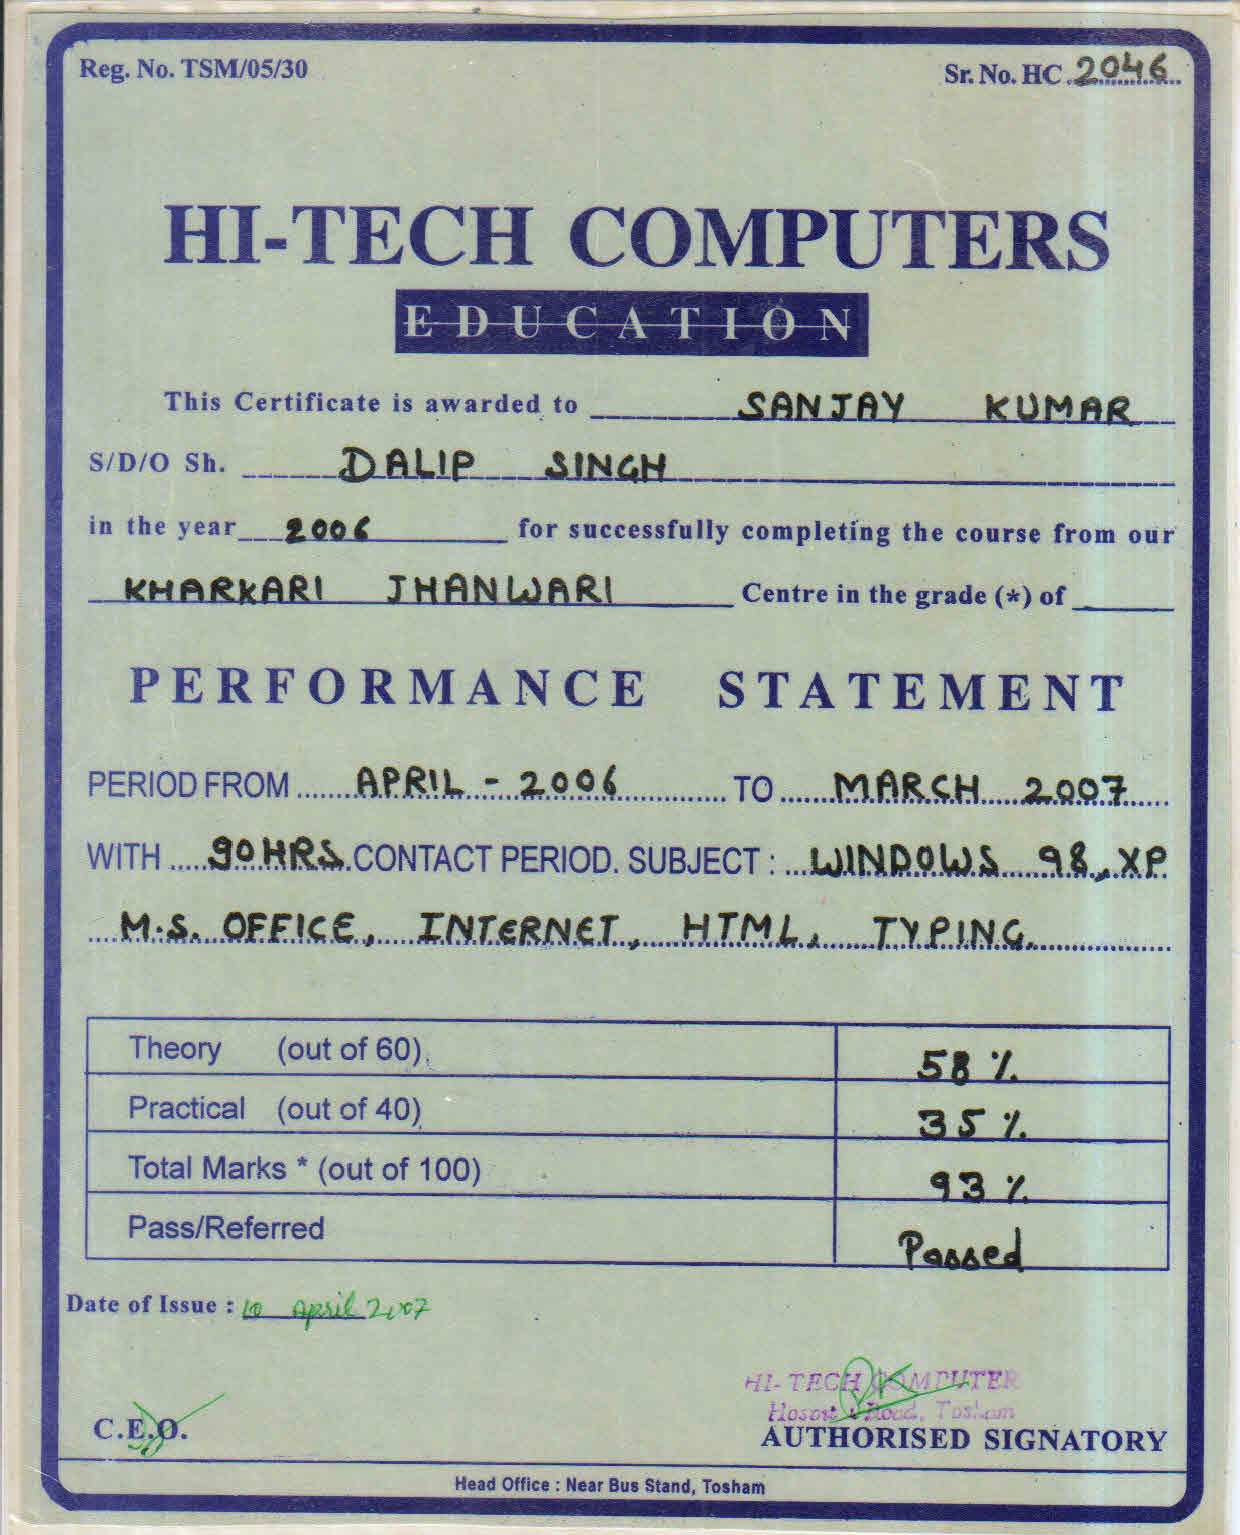 Reg. No. TSM/05/30 Sr. No. HC 2046
HI-TECH COMPUTERS
EDUCATION
This Certificate is awarded to SANJAY KUMAR
S/D/O Sh. DALIP SINGH
in the year 2006 for successfully completing the course from our
KHARKARI JHANWARI Centre in the grade (*) of
PERFORMANCE STATEMENT
PERIOD FROM APRIL - 2006 TO MARCH 2007
WITH 90 HRS. CONTACT PERIOD. SUBJECT : WINDOWS 98, XP
M.S. OFFICE, INTERNET, HTML, TYPING.
Theory (out of 60) 58 %
Practical (out of 40) 35 %
Total Marks * (out of 100) 93 %
Pass/Referred Passed
Date of Issue : 10 April 2007
HI-TECH COMPUTER
Road, Tosham
C.E.O. AUTHORISED SIGNATORY
Head Office : Near Bus Stand, Tosham